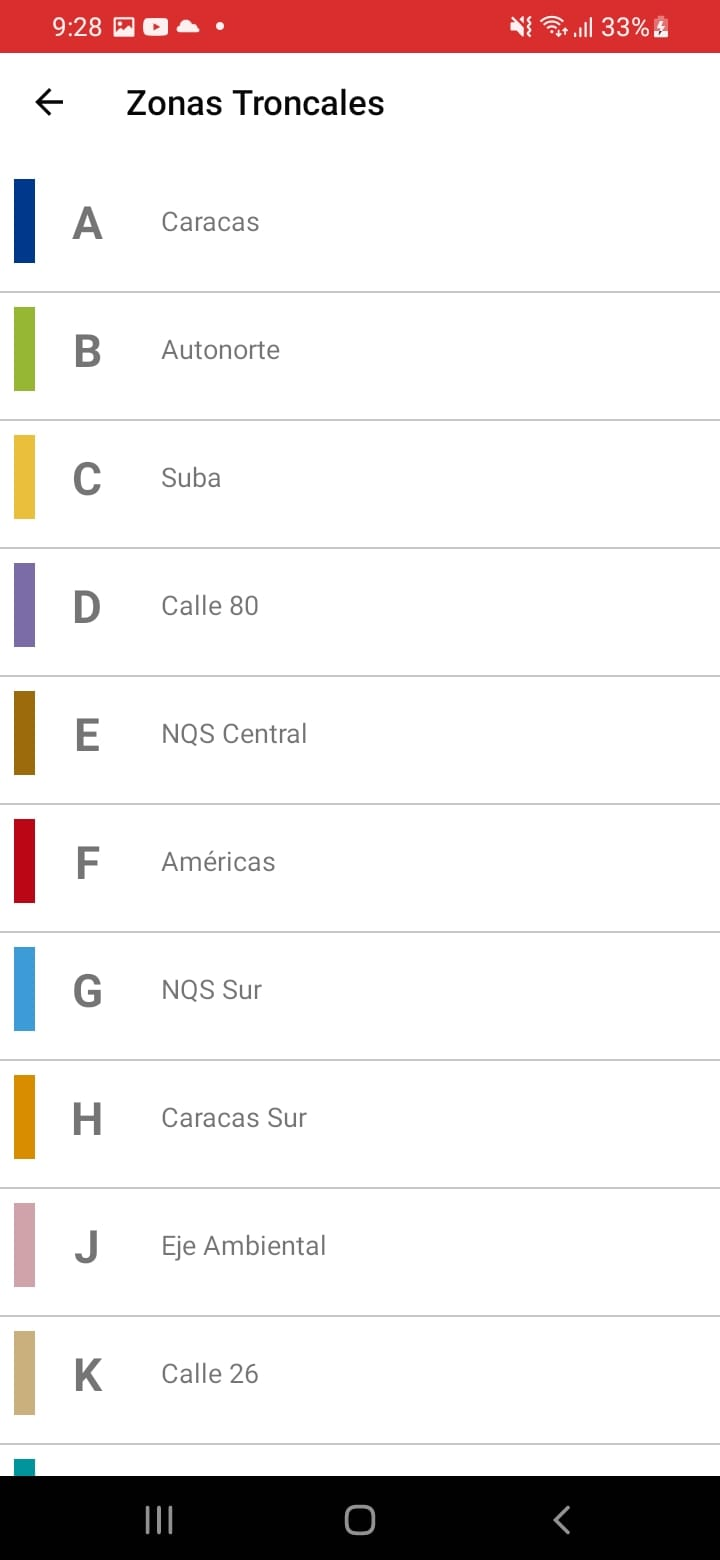 9:28 33%
Zonas Troncales
A Caracas
B Autonorte
C Suba
D Calle 80
E NQS Central
F Américas
G NQS Sur
H Caracas Sur
J Eje Ambiental
K Calle 26